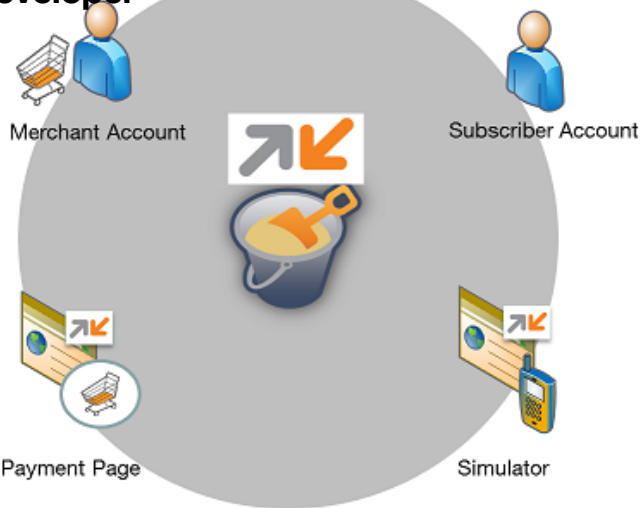 Merchant Account
Subscriber Account
Payment Page
Simulator